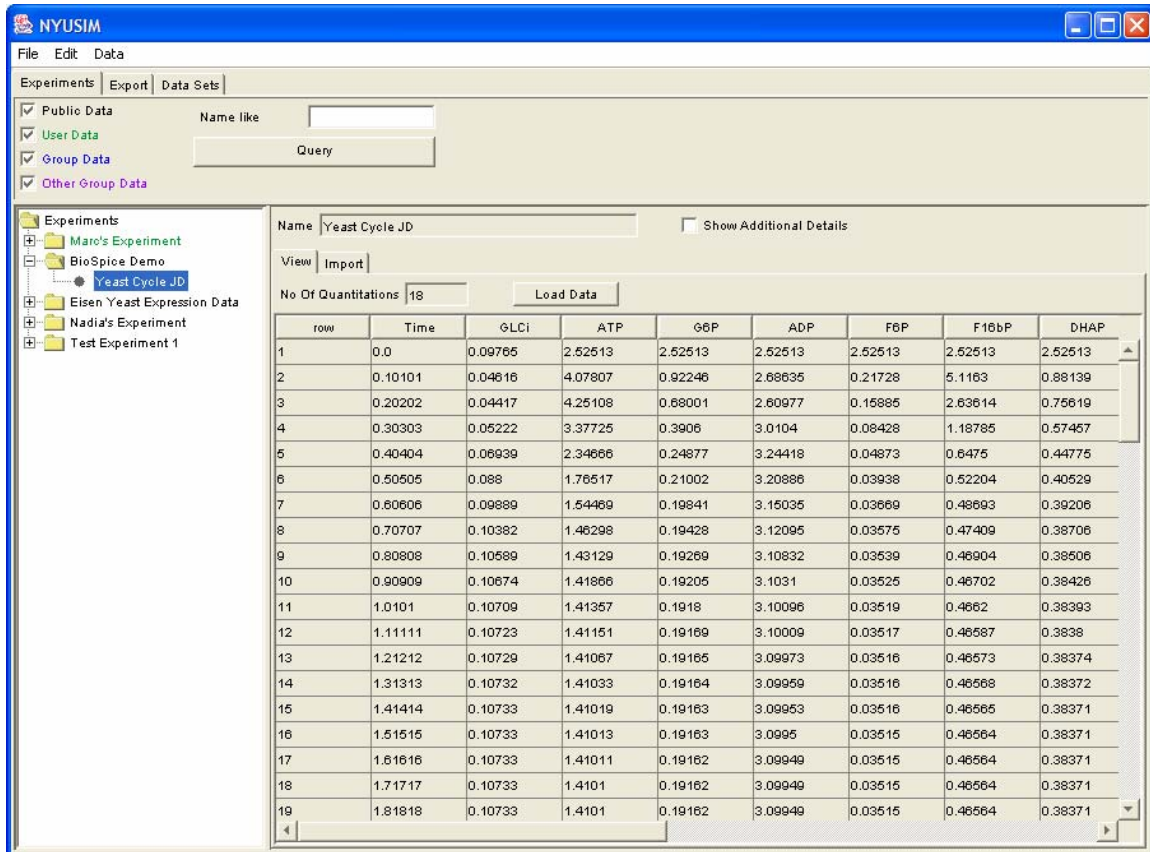 NYUSIM
File Edit Data
Experiments Export Data Sets
Public Data Name like
User Data
Query
Group Data
Other Group Data
Experiments
Marc's Experiment
BioSpice Demo
Yeast Cycle JD
Eisen Yeast Expression Data
Nadia's Experiment
Test Experiment 1
Name Yeast Cycle JD Show Additional Details
View Import
No Of Quantitations 18 Load Data
row Time GLCi ATP G6P ADP F6P F16bP DHAP
1 0.0 0.09765 2.52513 2.52513 2.52513 2.52513 2.52513 2.52513
2 0.10101 0.04616 4.07807 0.92246 2.68635 0.21728 5.1163 0.88139
3 0.20202 0.04417 4.25108 0.68001 2.60977 0.15885 2.63614 0.75619
4 0.30303 0.05222 3.37725 0.3906 3.0104 0.08428 1.18785 0.57457
5 0.40404 0.06939 2.34666 0.24877 3.24418 0.04873 0.6475 0.44775
6 0.50505 0.088 1.76517 0.21002 3.20886 0.03938 0.52204 0.40529
7 0.60606 0.09889 1.54469 0.19841 3.15035 0.03669 0.48693 0.39206
8 0.70707 0.10382 1.46298 0.19428 3.12095 0.03575 0.47409 0.38706
9 0.80808 0.10589 1.43129 0.19269 3.10832 0.03539 0.46904 0.38506
10 0.90909 0.10674 1.41866 0.19205 3.1031 0.03525 0.46702 0.38426
11 1.0101 0.10709 1.41357 0.1918 3.10096 0.03519 0.4662 0.38393
12 1.11111 0.10723 1.41151 0.19169 3.10009 0.03517 0.46587 0.3838
13 1.21212 0.10729 1.41067 0.19165 3.09973 0.03516 0.46573 0.38374
14 1.31313 0.10732 1.41033 0.19164 3.09959 0.03516 0.46568 0.38372
15 1.41414 0.10733 1.41019 0.19163 3.09953 0.03516 0.46565 0.38371
16 1.51515 0.10733 1.41013 0.19163 3.0995 0.03515 0.46564 0.38371
17 1.61616 0.10733 1.41011 0.19162 3.09949 0.03515 0.46564 0.38371
18 1.71717 0.10733 1.4101 0.19162 3.09949 0.03515 0.46564 0.38371
19 1.81818 0.10733 1.4101 0.19162 3.09949 0.03515 0.46564 0.38371